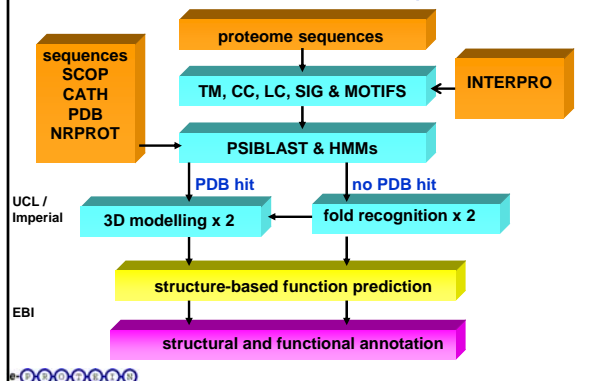 proteome sequences
sequences
SCOP
CATH
PDB
NRPROT
TM, CC, LC, SIG & MOTIFS
INTERPRO
PSIBLAST & HMMs
PDB hit
no PDB hit
UCL /
Imperial
3D modelling x 2
fold recognition x 2
structure-based function prediction
EBI
structural and functional annotation
e-PROTEIN